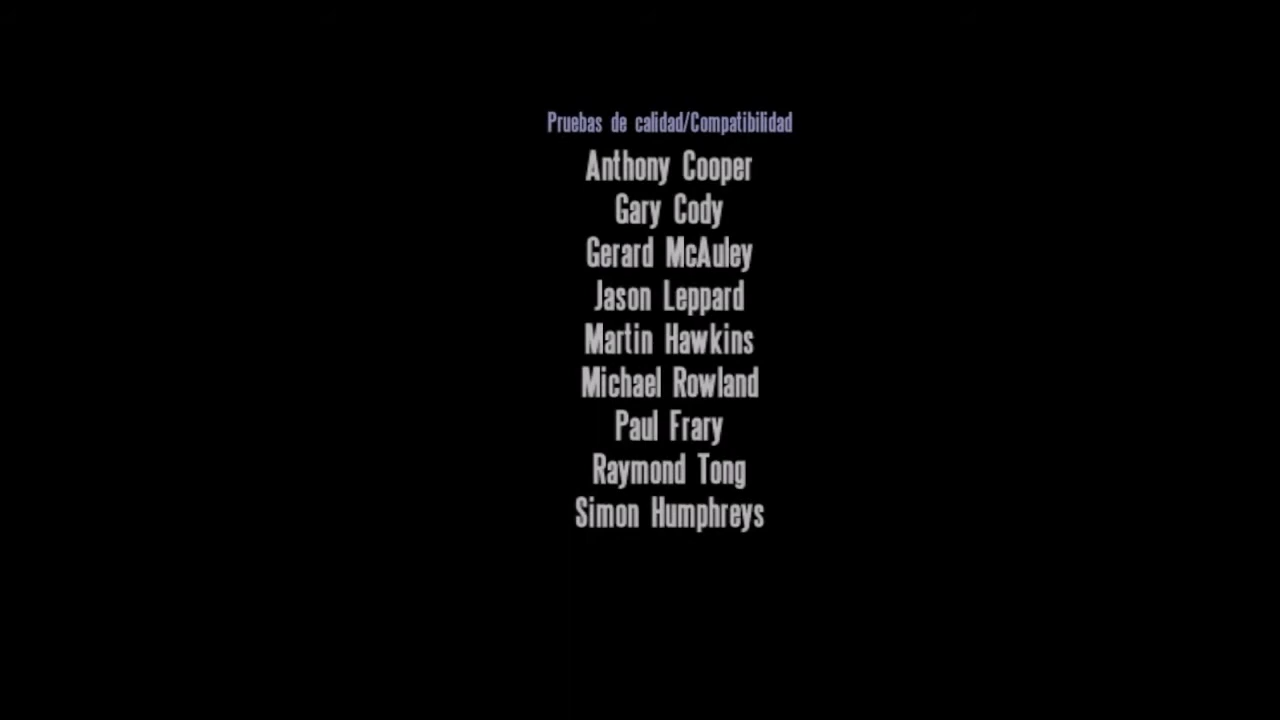 Pruebas de calidad/Compatibilidad
Anthony Cooper
Gary Cody
Gerard McAuley
Jason Leppard
Martin Hawkins
Michael Rowland
Paul Frary
Raymond Tong
Simon Humphreys